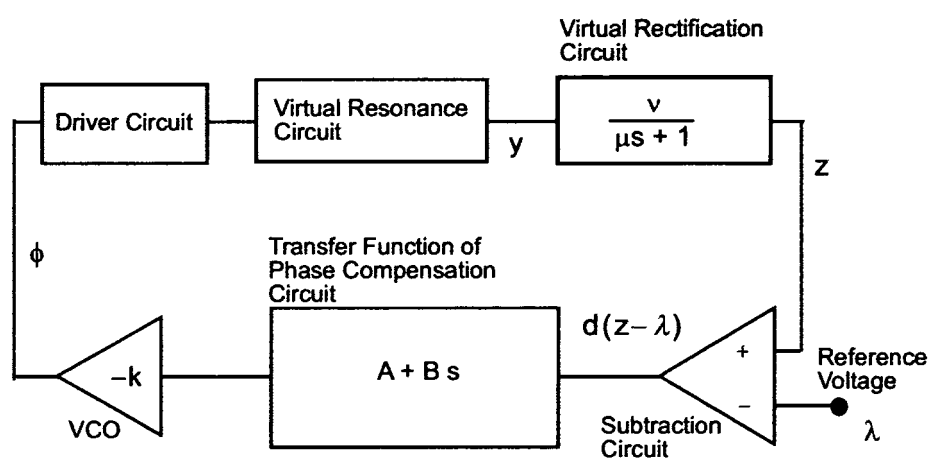 Virtual Rectification
Circuit
Driver Circuit
Virtual Resonance
Circuit
y
ν
μs + 1
z
ϕ
Transfer Function of
Phase Compensation
Circuit
A + B s
d(z− λ)
+
−
−k
VCO
Subtraction
Circuit
Reference
Voltage
λ